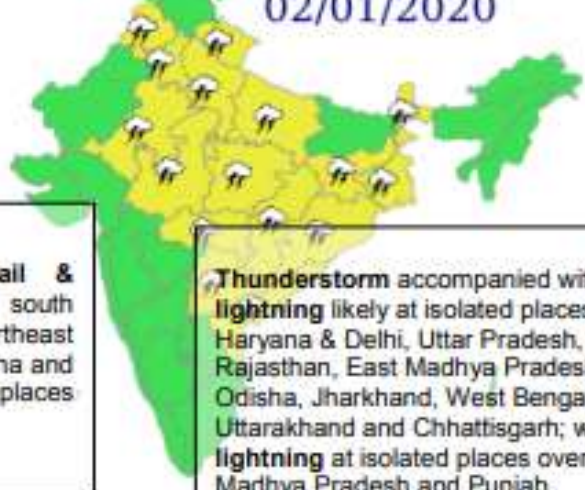 02/01/2020
ail &
south
rtheast
na and
places
Thunderstorm accompanied wit
lightning likely at isolated places
Haryana & Delhi, Uttar Pradesh,
Rajasthan, East Madhya Prades
Odisha, Jharkhand, West Benga
Uttarakhand and Chhattisgarh; w
lightning at isolated places over
Madhya Pradesh and Punjab